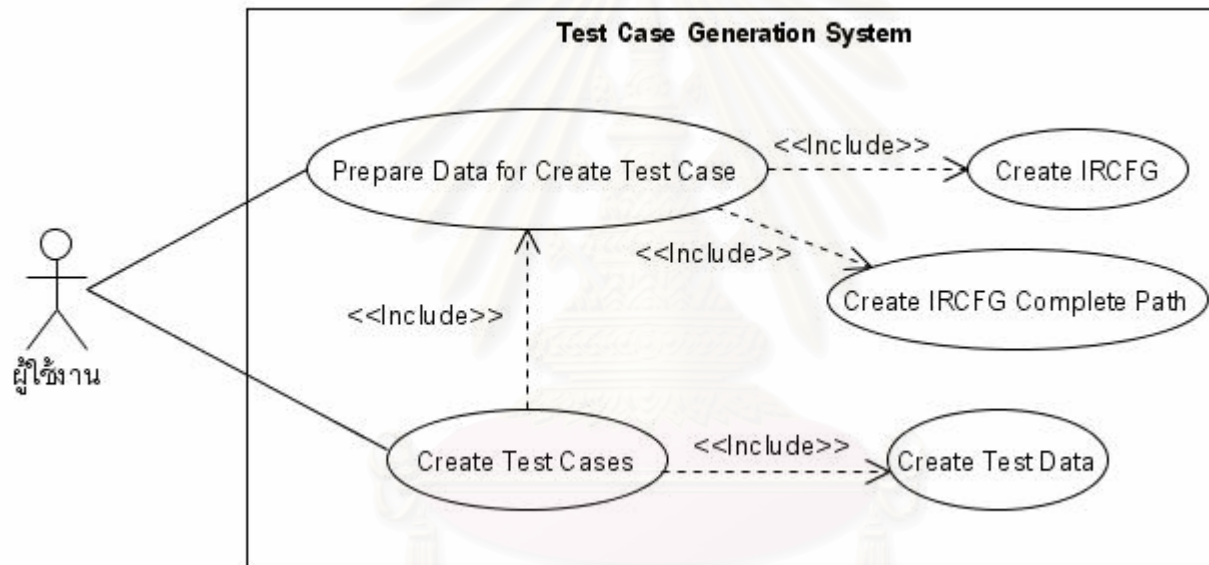 Test Case Generation System
<<Include>>
Prepare Data for Create Test Case
Create IRCFG
<<Include>>
Create IRCFG Complete Path
<<Include>>
ผู้ใช้งาน
<<Include>>
Create Test Cases
Create Test Data